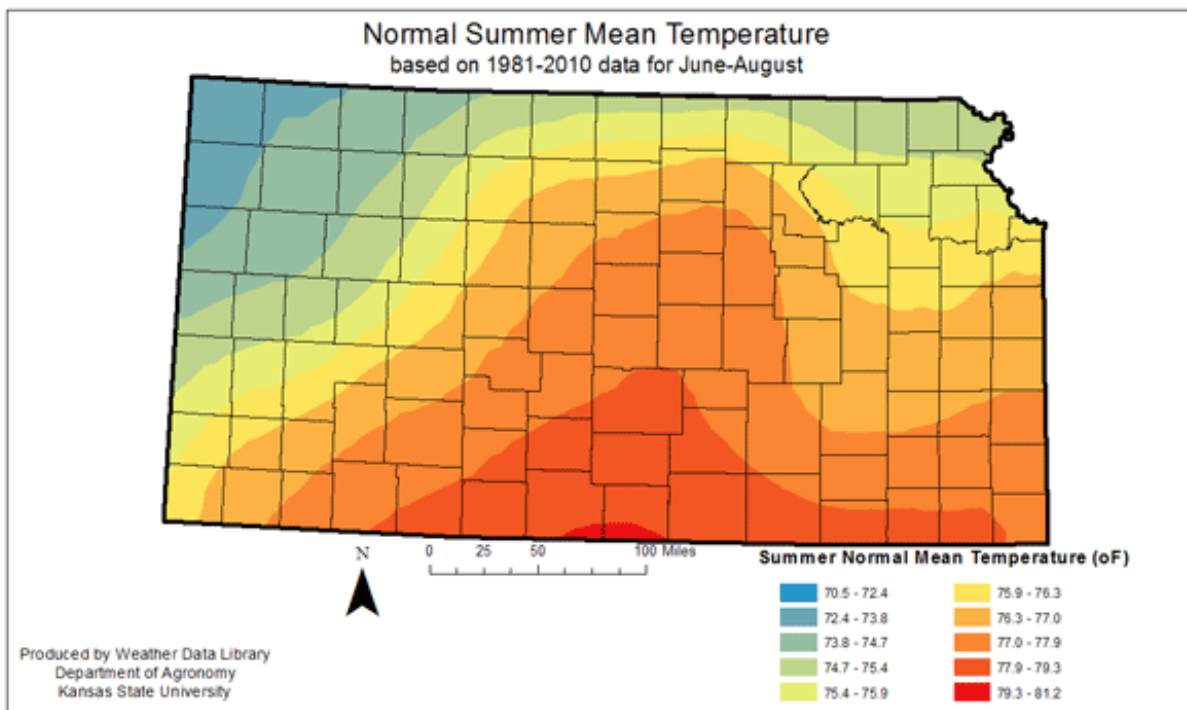 Normal Summer Mean Temperature
based on 1981-2010 data for June-August
N
0 25 50 100 Miles
Summer Normal Mean Temperature (oF)
70.5 - 72.4
72.4 - 73.8
73.8 - 74.7
74.7 - 75.4
75.4 - 75.9
75.9 - 76.3
76.3 - 77.0
77.0 - 77.9
77.9 - 79.3
79.3 - 81.2
Produced by Weather Data Library
Department of Agronomy
Kansas State University